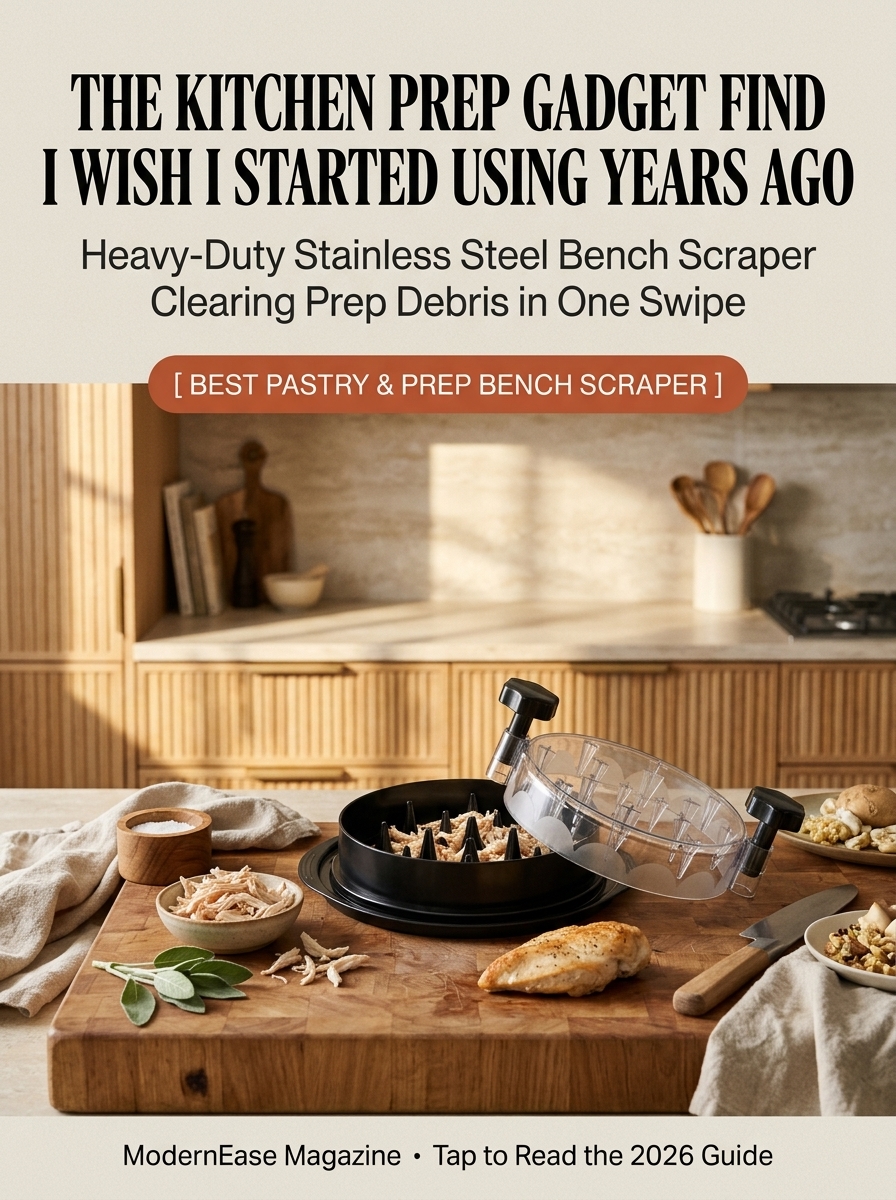 THE KITCHEN PREP GADGET FIND
I WISH I STARTED USING YEARS AGO
Heavy-Duty Stainless Steel Bench Scraper
Clearing Prep Debris in One Swipe
[ BEST PASTRY & PREP BENCH SCRAPER ]
ModernEase Magazine • Tap to Read the 2026 Guide